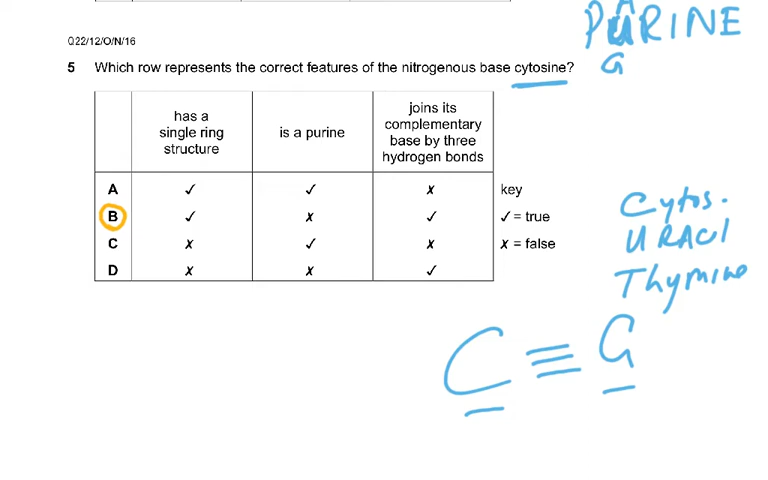 Q22/12/O/N/16
PURINE
A
G
5 Which row represents the correct features of the nitrogenous base cytosine?
has a single ring structure
is a purine
joins its complementary base by three hydrogen bonds
A ✓ ✓ ✗ key
B ✓ ✗ ✓ ✓ = true
C ✗ ✓ ✗ ✗ = false
D ✗ ✗ ✓
Cytos.
URACl
Thymine
C ≡ G